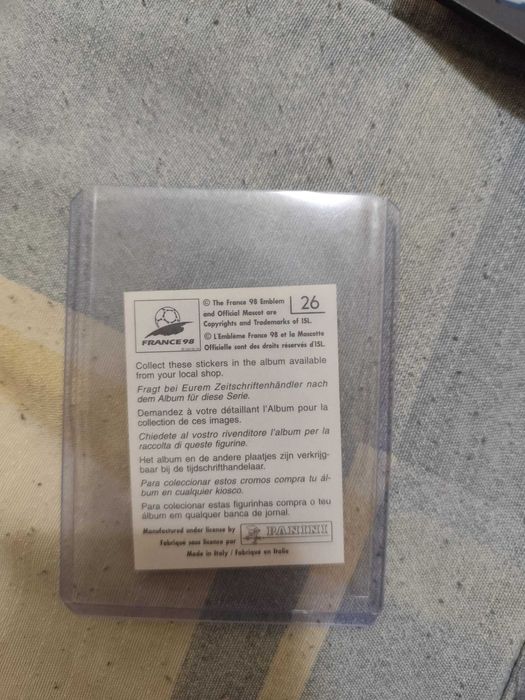 FRANCE 98
© The France 98 Emblem
and Official Mascot are
Copyrights and Trademarks of ISL.
26
© L'Emblème France 98 et la Mascotte
Officielle sont des droits réservés d'ISL.
Collect these stickers in the album available
from your local shop.
Fragt bei Eurem Zeitschriftenhändler nach
dem Album für diese Serie.
Demandez à votre détaillant l'Album pour la
collection de ces images.
Chiedete al vostro rivenditore l'album per la
raccolta di queste figurine.
Het album en de andere plaatjes zijn verkrijg-
baar bij de tijdschrifthandelaar.
Para coleccionar estos cromos compra tu ál-
bum en cualquier kiosco.
Para colecionar estas figurinhas compra o teu
álbum em qualquer banca de jornal.
Manufactured under license by
Fabriqué sous licence par
PANINI
Made in Italy / Fabriqué en Italie